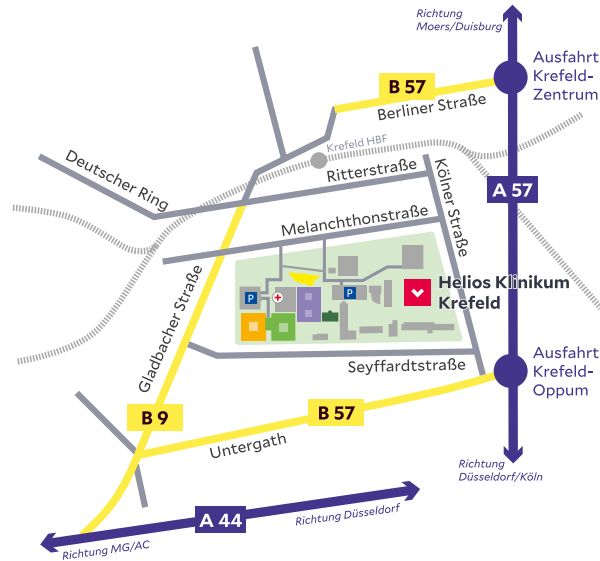 Richtung
Moers/Duisburg
Ausfahrt
Krefeld-
Zentrum
B 57
Berliner Straße
Krefeld HBF
Deutscher Ring
Ritterstraße
Kölner Straße
A 57
Melanchthonstraße
Gladbacher Straße
P
P
Helios Klinikum
Krefeld
Seyffardtstraße
Ausfahrt
Krefeld-
Oppum
B 9
B 57
Untergath
Richtung
Düsseldorf/Köln
A 44
Richtung Düsseldorf
Richtung MG/AC